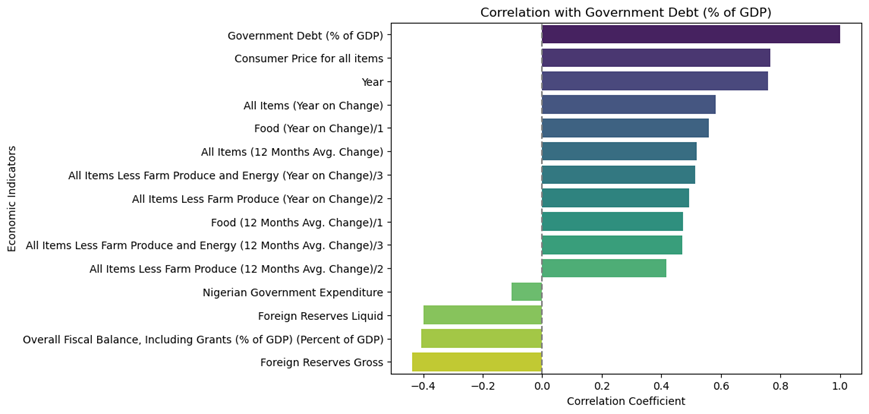 Correlation with Government Debt (% of GDP)
Economic Indicators
Government Debt (% of GDP)
Consumer Price for all items
Year
All Items (Year on Change)
Food (Year on Change)/1
All Items (12 Months Avg. Change)
All Items Less Farm Produce and Energy (Year on Change)/3
All Items Less Farm Produce (Year on Change)/2
Food (12 Months Avg. Change)/1
All Items Less Farm Produce and Energy (12 Months Avg. Change)/3
All Items Less Farm Produce (12 Months Avg. Change)/2
Nigerian Government Expenditure
Foreign Reserves Liquid
Overall Fiscal Balance, Including Grants (% of GDP) (Percent of GDP)
Foreign Reserves Gross
−0.4 −0.2 0.0 0.2 0.4 0.6 0.8 1.0
Correlation Coefficient